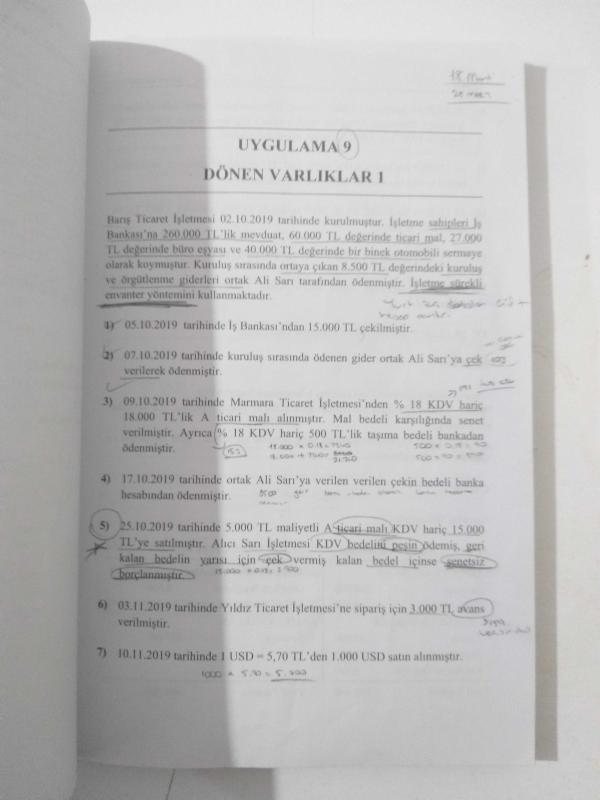 18 Mart
UYGULAMA 9
DÖNEN VARLIKLAR 1
Barış Ticaret İşletmesi 02.10.2019 tarihinde kurulmuştur. İşletme sahipleri İş
Bankası'na 260.000 TL'lik mevduat, 60.000 TL değerinde ticari mal, 27.000
TL değerinde büro eşyası ve 40.000 TL değerinde bir binek otomobili sermaye
olarak koymuştur. Kuruluş sırasında ortaya çıkan 8.500 TL değerindeki kuruluş
ve örgütlenme giderleri ortak Ali Sarı tarafından ödenmiştir. İşletme sürekli
envanter yöntemini kullanmaktadır.
1) 05.10.2019 tarihinde İş Bankası'ndan 15.000 TL çekilmiştir.
2) 07.10.2019 tarihinde kuruluş sırasında ödenen gider ortak Ali Sarı'ya çek
verilerek ödenmiştir.
3) 09.10.2019 tarihinde Marmara Ticaret İşletmesi'nden % 18 KDV hariç
18.000 TL'lik A ticari malı alınmıştır. Mal bedeli karşılığında senet
verilmiştir. Ayrıca % 18 KDV hariç 500 TL'lik taşıma bedeli bankadan
ödenmiştir.
4) 17.10.2019 tarihinde ortak Ali Sarı'ya verilen verilen çekin bedeli banka
hesabından ödenmiştir.
5) 25.10.2019 tarihinde 5.000 TL maliyetli A ticari malı KDV hariç 15.000
TL'ye satılmıştır. Alıcı Sarı İşletmesi KDV bedelini peşin ödemiş, geri
kalan bedelin yarısı için çek vermiş kalan bedel içinse senetsiz
borçlanmıştır.
6) 03.11.2019 tarihinde Yıldız Ticaret İşletmesi'ne sipariş için 3.000 TL avans
verilmiştir.
7) 10.11.2019 tarihinde 1 USD = 5,70 TL'den 1.000 USD satın alınmıştır.
1000 x 5.70 = 5.700